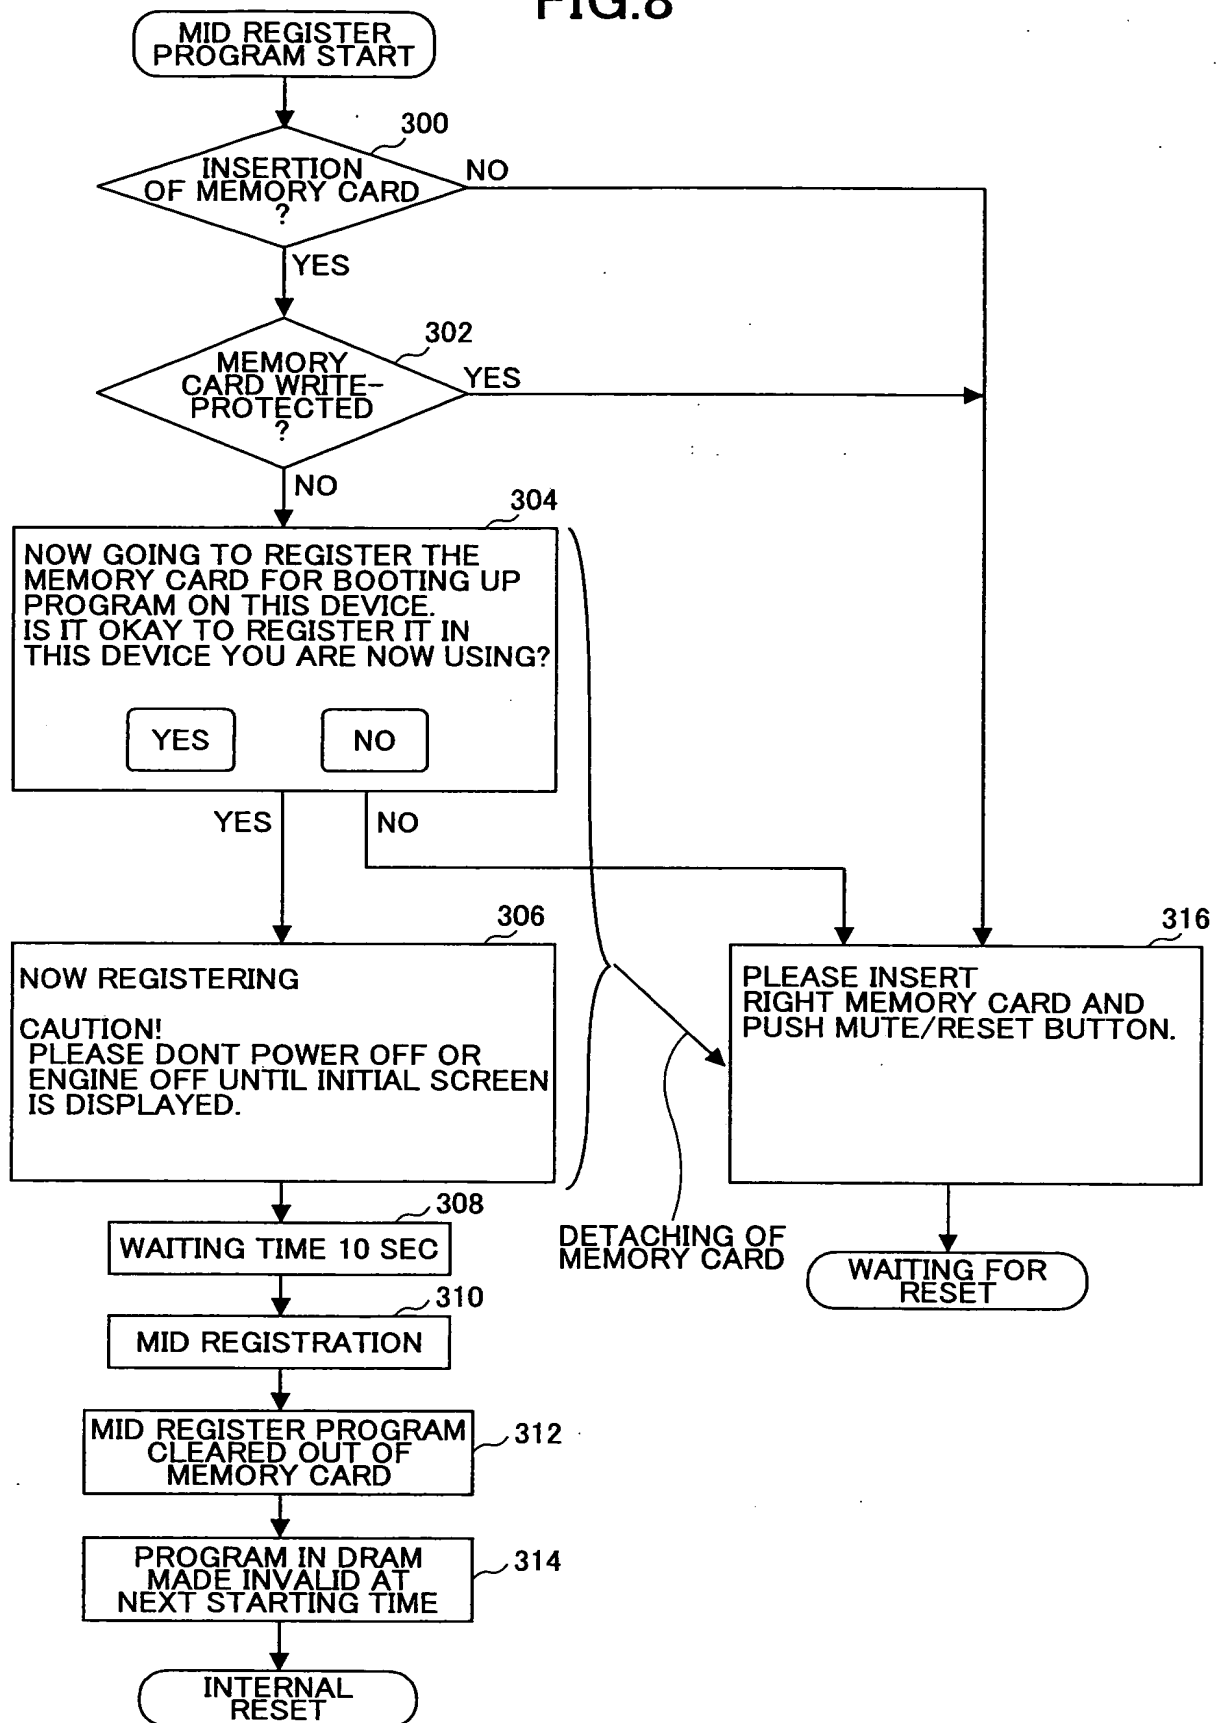 FIG.8
MID REGISTER
PROGRAM START
300
INSERTION
OF MEMORY CARD
?
NO
YES
302
MEMORY
CARD WRITE-
PROTECTED
?
YES
NO
304
NOW GOING TO REGISTER THE
MEMORY CARD FOR BOOTING UP
PROGRAM ON THIS DEVICE.
IS IT OKAY TO REGISTER IT IN
THIS DEVICE YOU ARE NOW USING?
YES
NO
YES
NO
306
NOW REGISTERING
CAUTION!
PLEASE DONT POWER OFF OR
ENGINE OFF UNTIL INITIAL SCREEN
IS DISPLAYED.
316
PLEASE INSERT
RIGHT MEMORY CARD AND
PUSH MUTE/RESET BUTTON.
DETACHING OF
MEMORY CARD
WAITING FOR
RESET
308
WAITING TIME 10 SEC
310
MID REGISTRATION
MID REGISTER PROGRAM
CLEARED OUT OF
MEMORY CARD
312
PROGRAM IN DRAM
MADE INVALID AT
NEXT STARTING TIME
314
INTERNAL
RESET